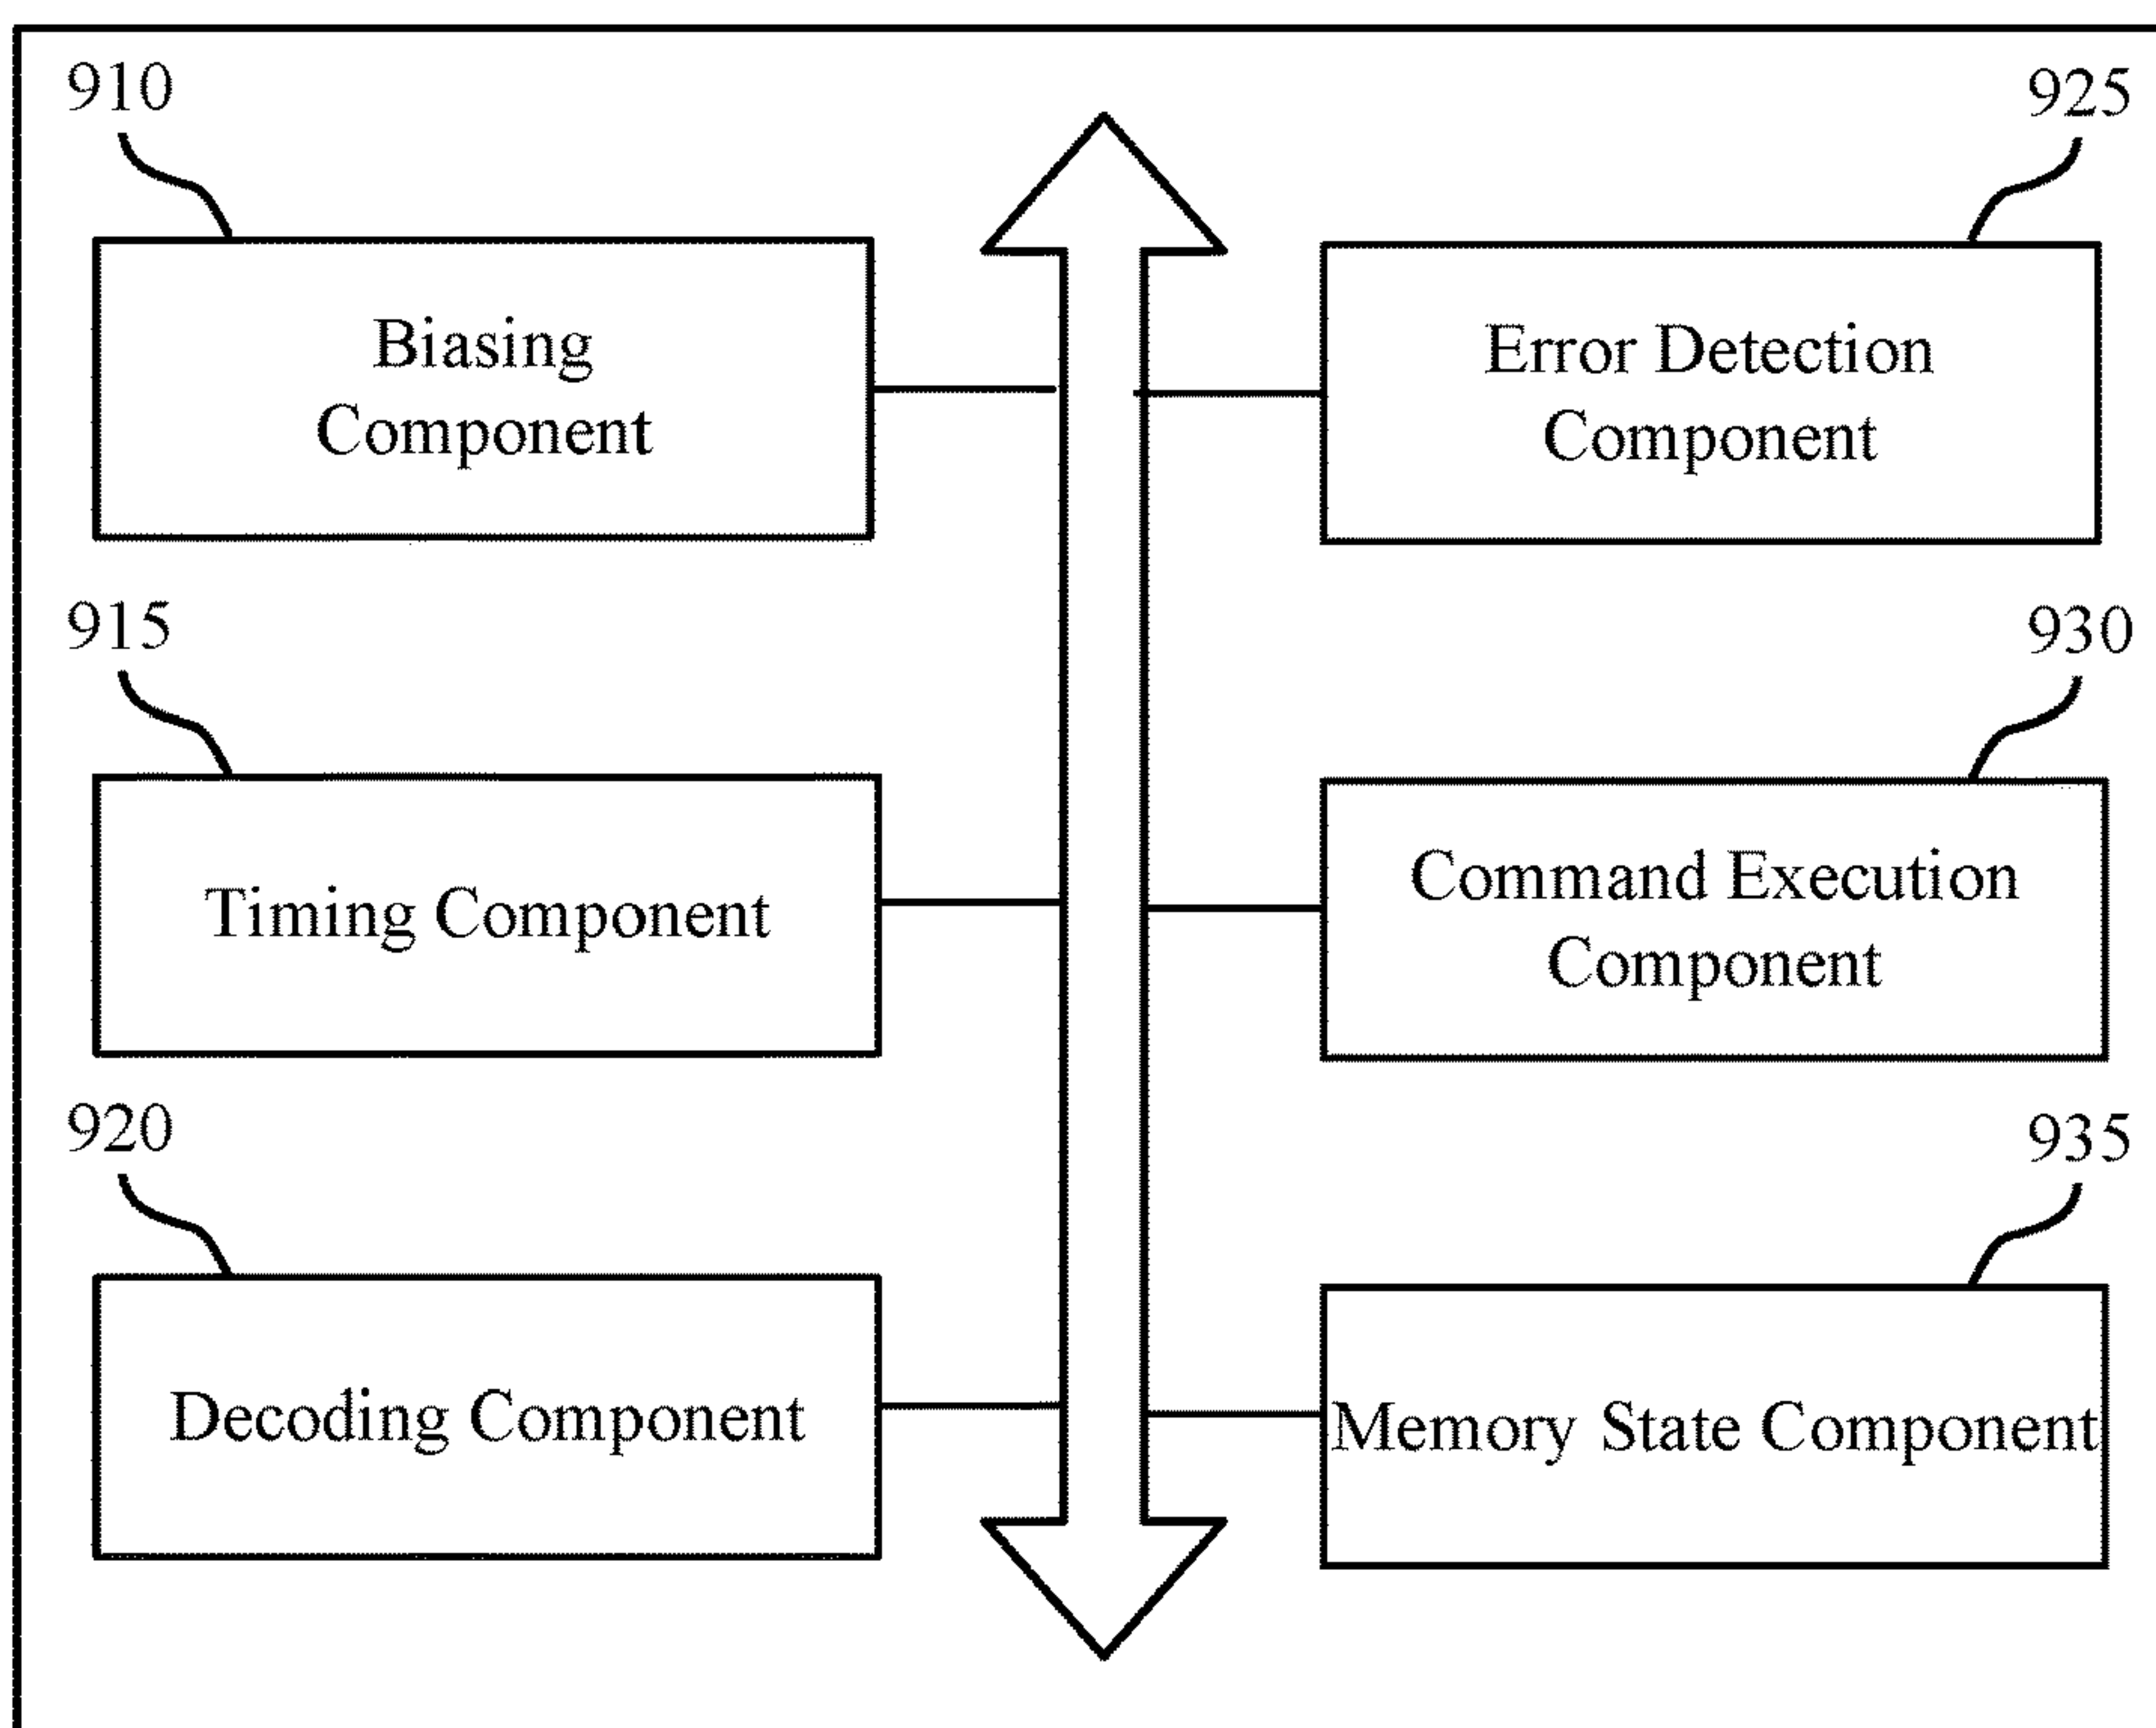 910
Biasing
Component
915
Timing Component
920
Decoding Component
925
Error Detection
Component
930
Command Execution
Component
935
Memory State Component